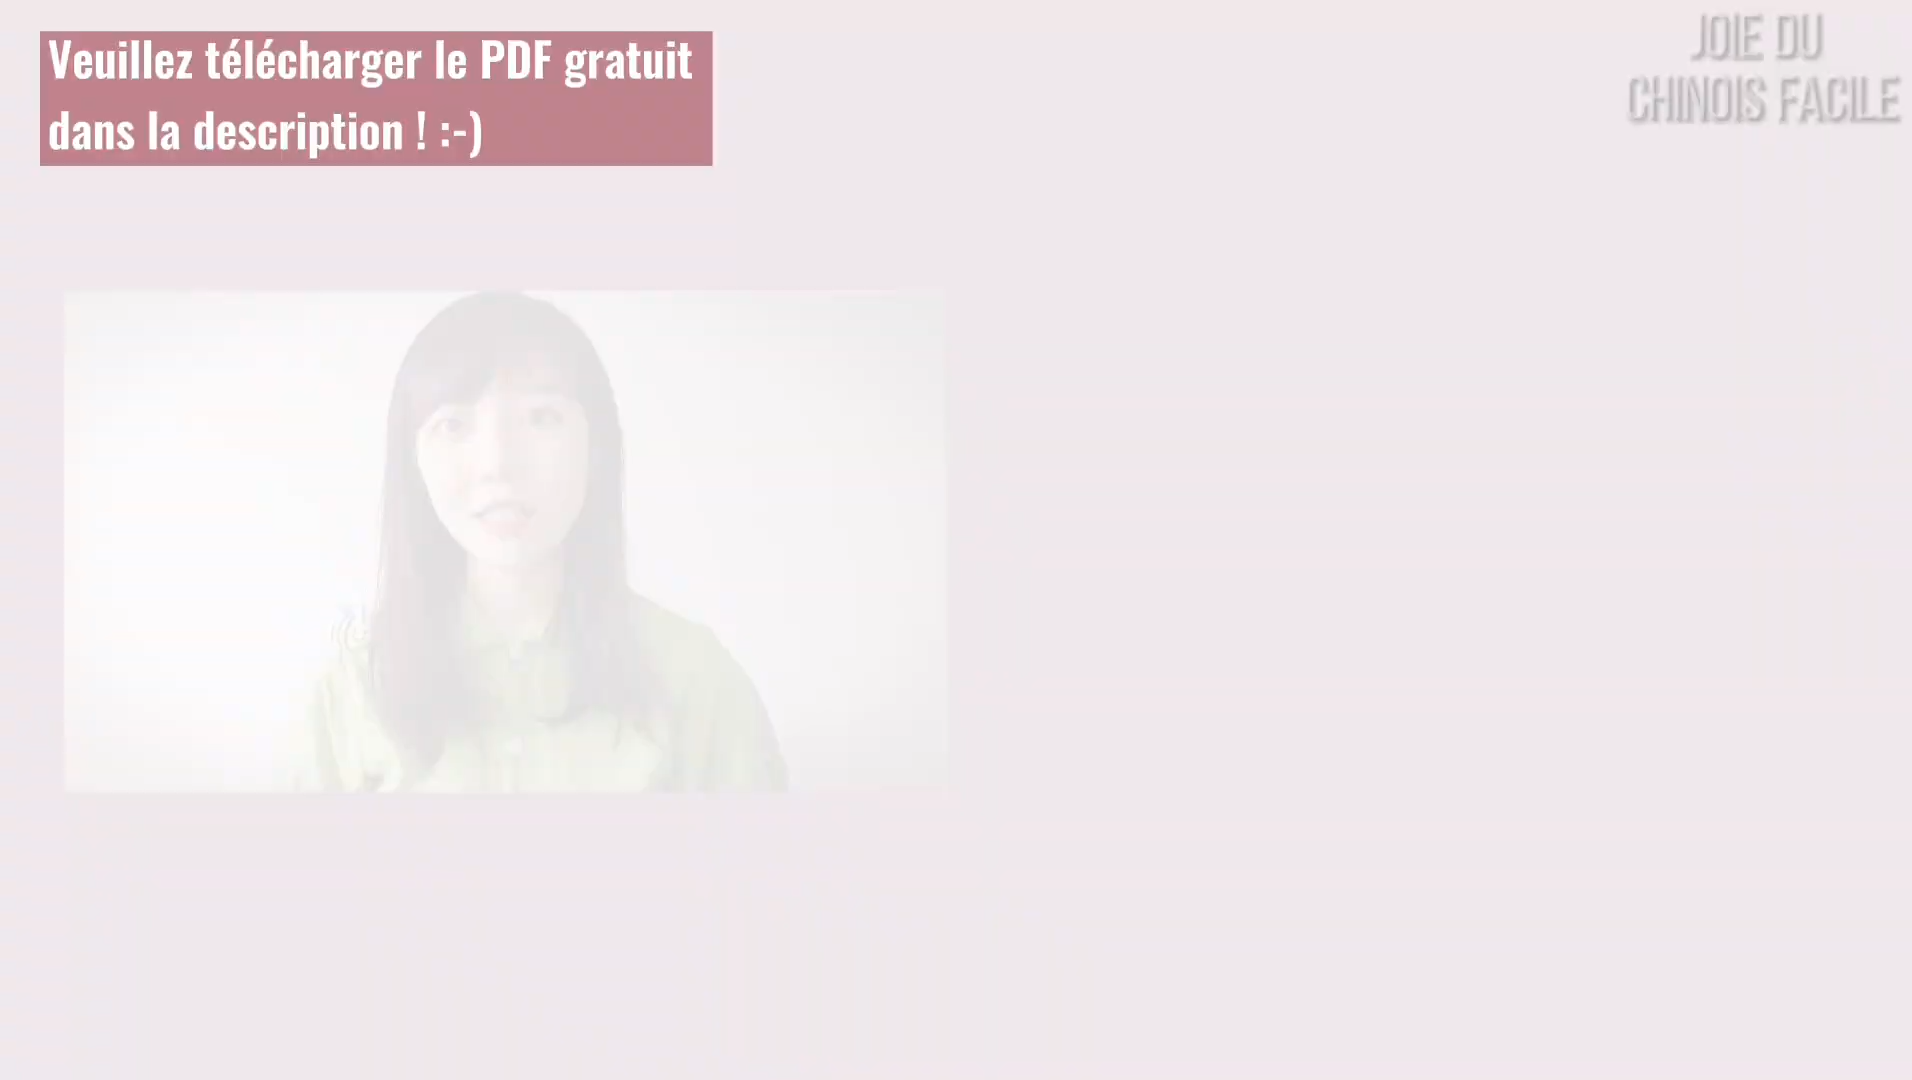 Veuillez télécharger le PDF gratuit
dans la description ! :-)
JOIE DU
CHINOIS FACILE